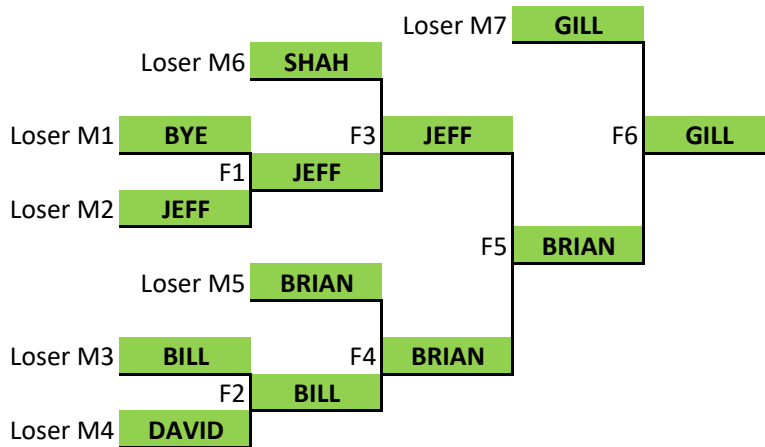 Loser M7 GILL
Loser M6 SHAH
Loser M1 BYE F3 JEFF F6 GILL
F1 JEFF
Loser M2 JEFF
F5 BRIAN
Loser M5 BRIAN
Loser M3 BILL F4 BRIAN
F2 BILL
Loser M4 DAVID